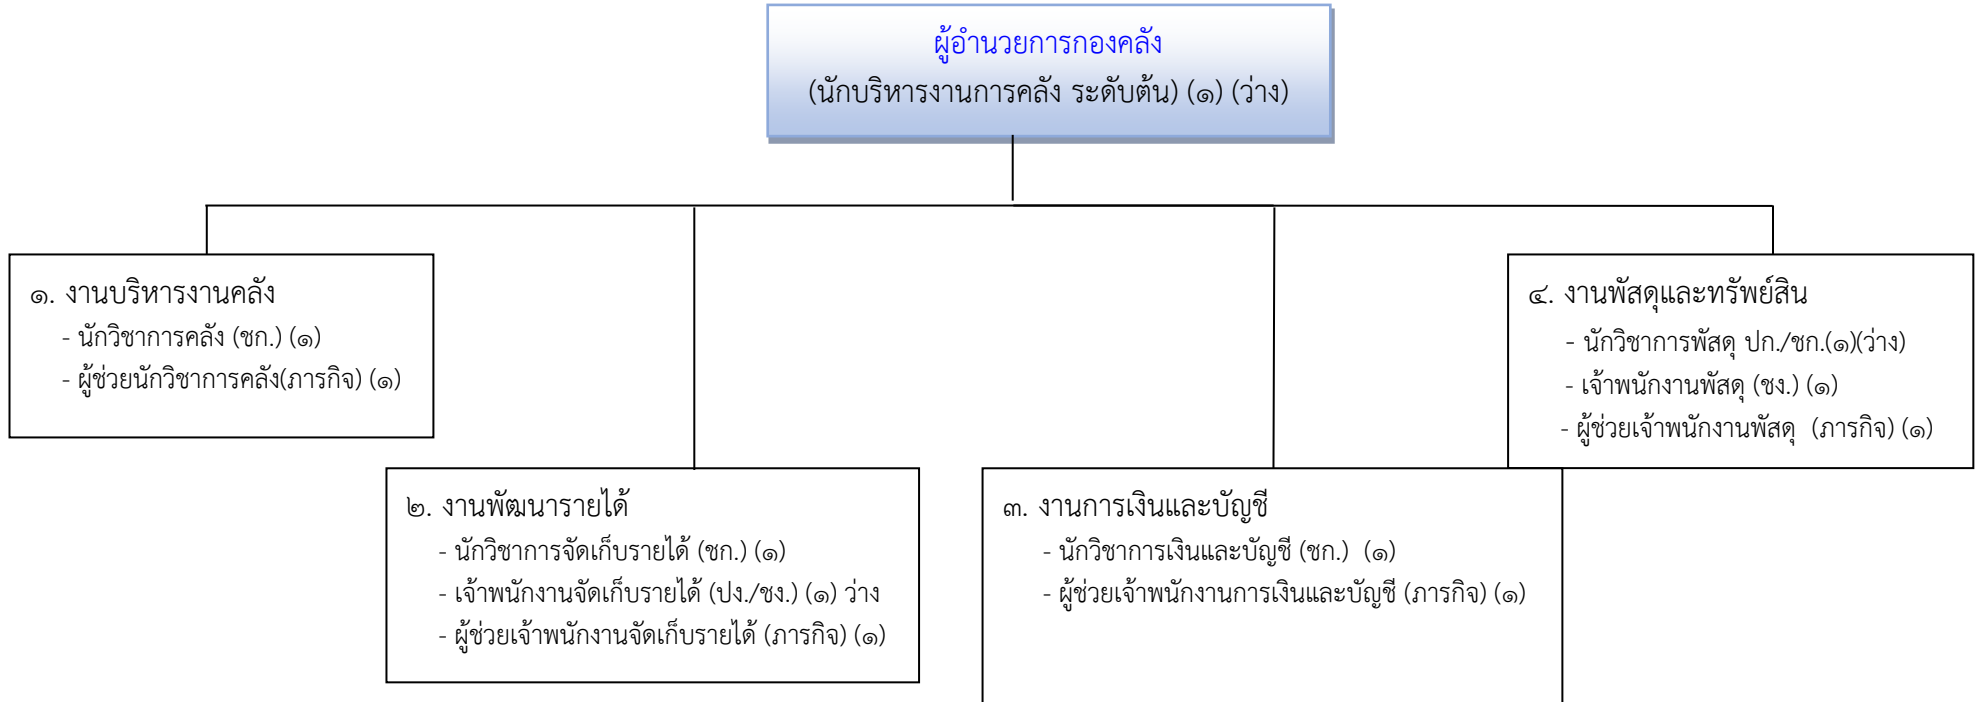 ผู้อำนวยการกองคลัง
(นักบริหารงานการคลัง ระดับต้น) (๑) (ว่าง)
๑. งานบริหารงานคลัง
- นักวิชาการคลัง (ชก.) (๑)
- ผู้ช่วยนักวิชาการคลัง(ภารกิจ) (๑)
๒. งานพัฒนารายได้
- นักวิชาการจัดเก็บรายได้ (ชก.) (๑)
- เจ้าพนักงานจัดเก็บรายได้ (ปง./ชง.) (๑) ว่าง
- ผู้ช่วยเจ้าพนักงานจัดเก็บรายได้ (ภารกิจ) (๑)
๓. งานการเงินและบัญชี
- นักวิชาการเงินและบัญชี (ชก.) (๑)
- ผู้ช่วยเจ้าพนักงานการเงินและบัญชี (ภารกิจ) (๑)
๔. งานพัสดุและทรัพย์สิน
- นักวิชาการพัสดุ ปก./ชก.(๑)(ว่าง)
- เจ้าพนักงานพัสดุ (ชง.) (๑)
- ผู้ช่วยเจ้าพนักงานพัสดุ (ภารกิจ) (๑)